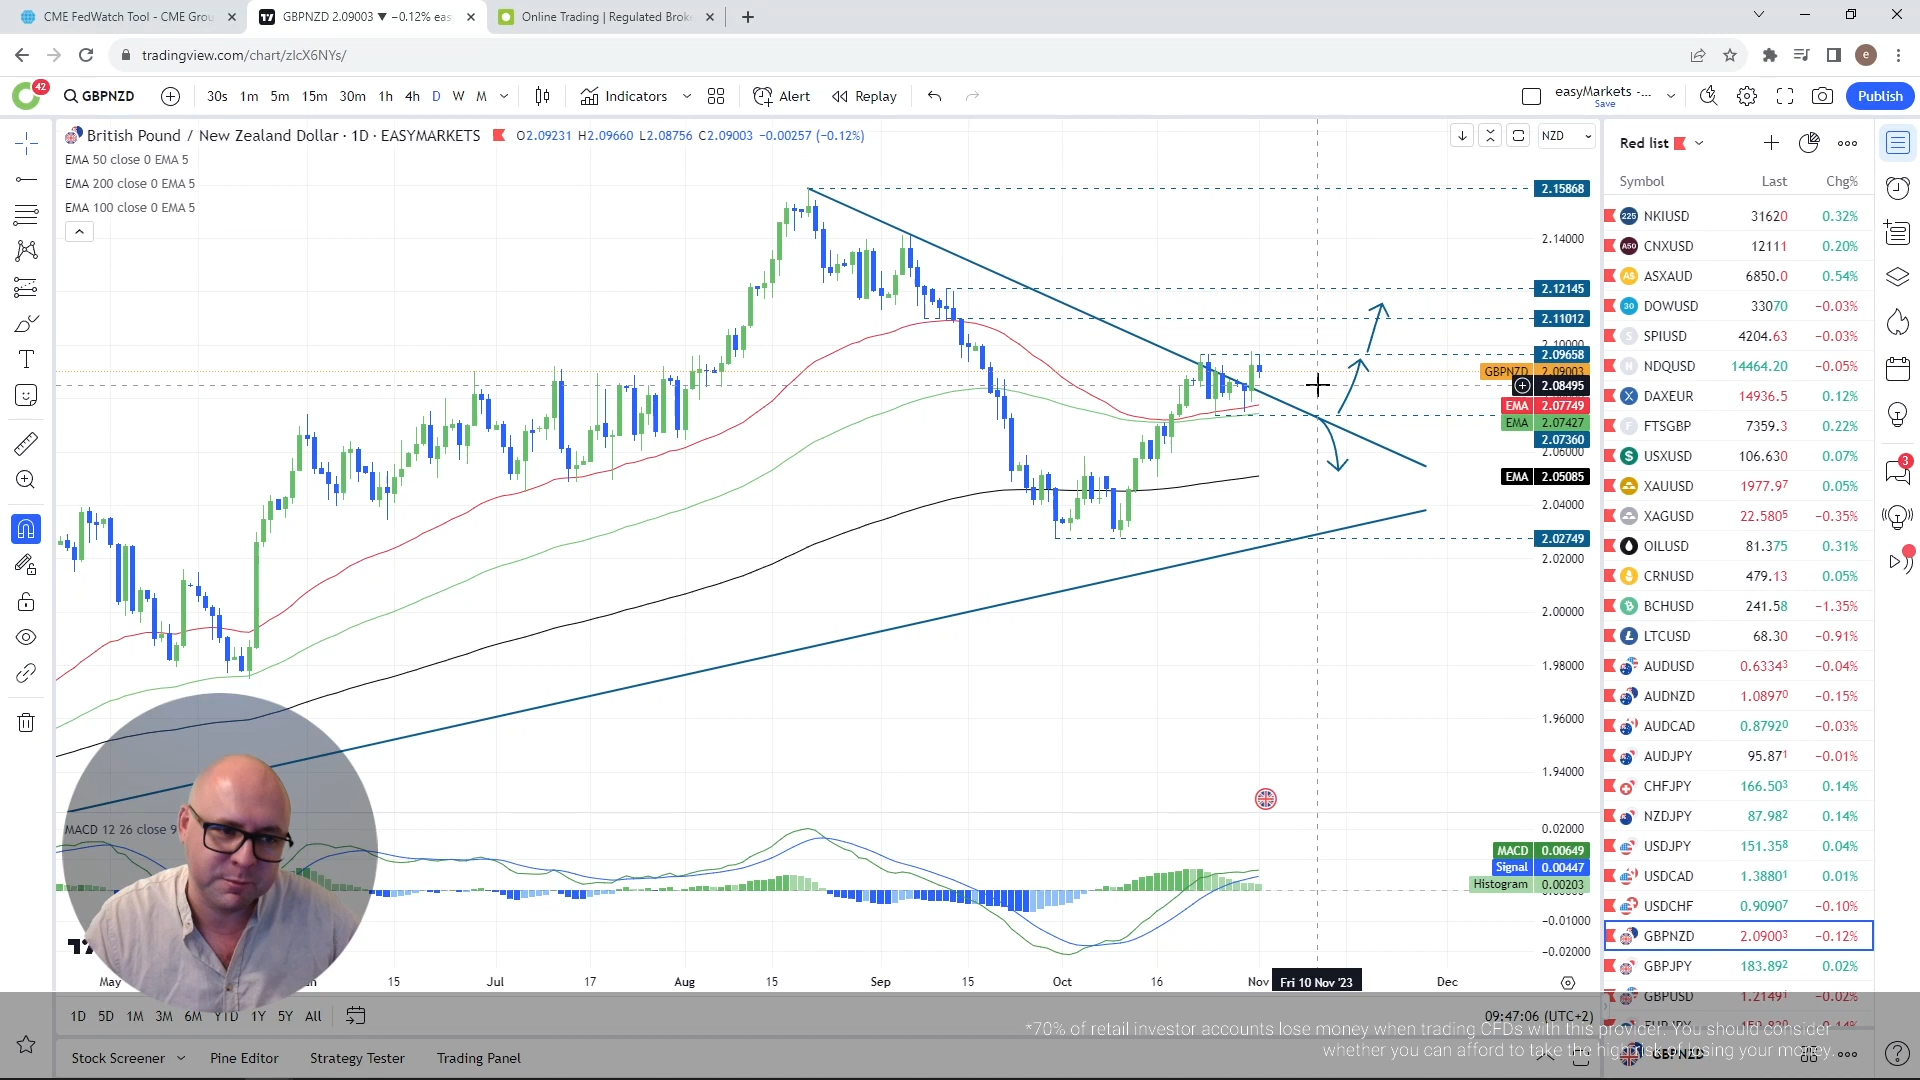 CME FedWatch Tool - CME Grou
GBPNZD 2.09003 ▼ −0.12% eas
Online Trading | Regulated Brok
tradingview.com/chart/zIcX6NYs/
e
42
GBPNZD
30s 1m 5m 15m 30m 1h 4h D W M
Indicators
Alert
Replay
easyMarkets -...
Save
Publish
British Pound / New Zealand Dollar · 1D · EASYMARKETS
O2.09231 H2.09660 L2.08756 C2.09003 −0.00257 (−0.12%)
NZD
EMA 50 close 0 EMA 5
EMA 200 close 0 EMA 5
EMA 100 close 0 EMA 5
2.15868
2.14000
2.12145
2.11012
2.10000
2.09658
GBPNZD 2.09003
2.08495
EMA 2.07749
EMA 2.07427
2.07360
2.06000
EMA 2.05085
2.04000
2.02749
2.02000
2.00000
1.98000
1.96000
1.94000
MACD 12 26 close 9
0.02000
MACD 0.00649
Signal 0.00447
Histogram 0.00203
−0.01000
−0.02000
May 15 Jul 17 Aug 15 Sep 15 Oct 16 Nov Fri 10 Nov '23 Dec
1D 5D 1M 3M 6M YTD 1Y 5Y All
09:47:06 (UTC+2)
Stock Screener
Pine Editor
Strategy Tester
Trading Panel
*70% of retail investor accounts lose money when trading CFDs with this provider. You should consider
whether you can afford to take the high risk of losing your money.
Red list
Symbol Last Chg%
225 NKIUSD 31620 0.32%
A50 CNXUSD 12111 0.20%
A$ ASXAUD 6850.0 0.54%
30 DOWUSD 33070 −0.03%
S SPIUSD 4204.63 −0.03%
N NDQUSD 14464.20 −0.05%
X DAXEUR 14936.5 0.12%
F FTSGBP 7359.3 0.22%
$ USXUSD 106.630 0.07%
XAUUSD 1977.97 0.05%
XAGUSD 22.5805 −0.35%
OILUSD 81.375 0.31%
CRNUSD 479.13 0.05%
BCHUSD 241.58 −1.35%
LTCUSD 68.30 −0.91%
AUDUSD 0.63343 −0.04%
AUDNZD 1.08970 −0.15%
AUDCAD 0.87920 −0.03%
AUDJPY 95.871 −0.01%
CHFJPY 166.503 0.14%
NZDJPY 87.982 0.14%
USDJPY 151.358 0.04%
USDCAD 1.38801 0.01%
USDCHF 0.90907 −0.10%
GBPNZD 2.09003 −0.12%
GBPJPY 183.892 0.02%
GBPUSD 1.21491 −0.02%
GBPNZD
3